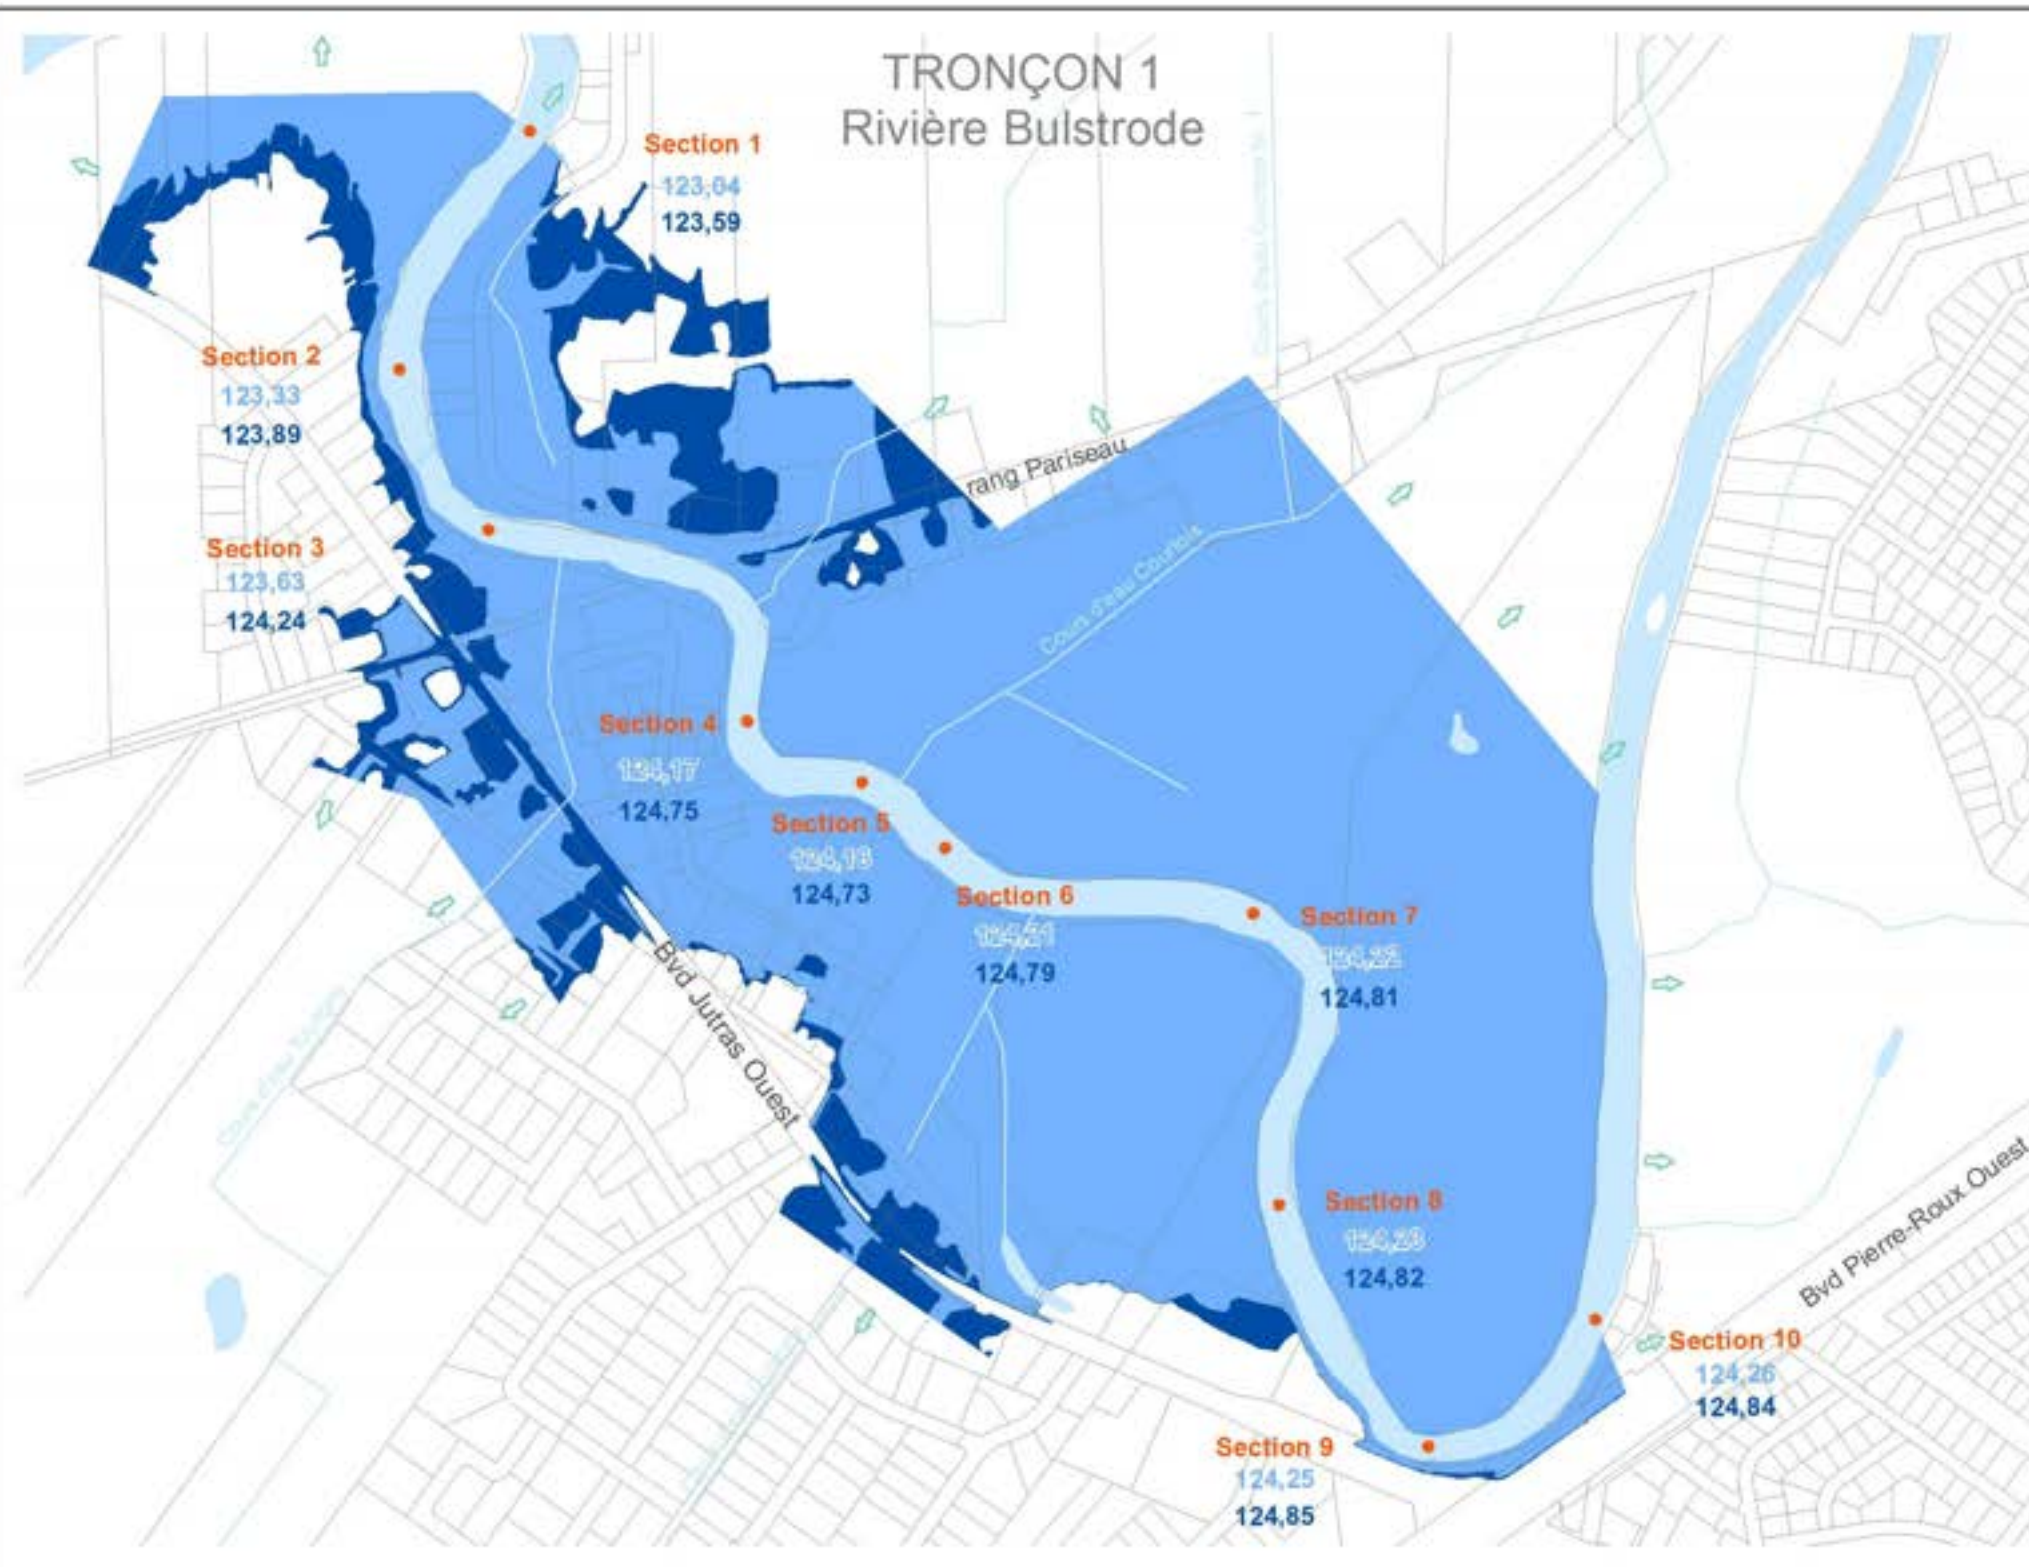 TRONÇON 1
Rivière Bulstrode
Section 1
123,04
123,59
Section 2
123,33
123,89
Section 3
123,63
124,24
rang Pariseau
Cours d'eau Courtois
Section 4
124,17
124.75
Section 5
124,18
124,73
Section 6
124,21
124,79
Section 7
124,22
124,81
Bvd Jutras Ouest
Section 8
124,23
124,82
Bvd Pierre-Roux Ouest
Section 10
124,26
124,84
Section 9
124,25
124,85